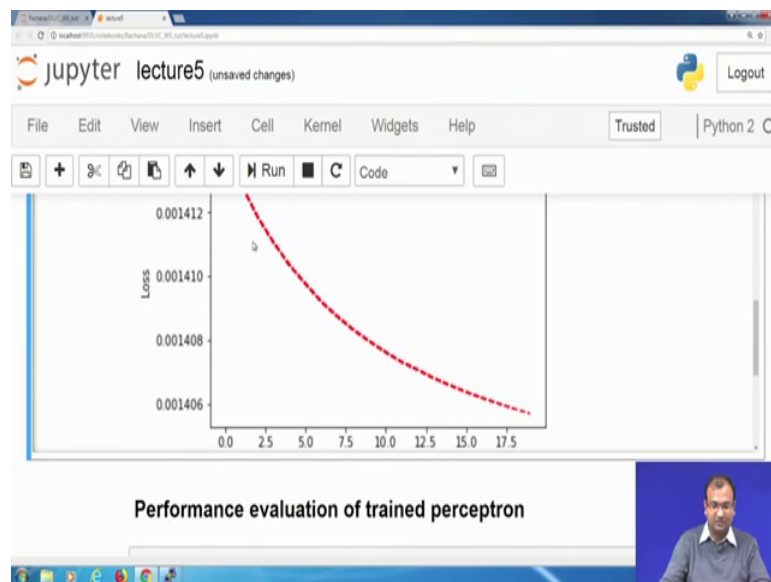 lecture5
jupyter lecture5 (unsaved changes)
Logout
File Edit View Insert Cell Kernel Widgets Help
Trusted
Python 2
Run
Code
0.001412
0.001410
0.001408
0.001406
Loss
0.0 2.5 5.0 7.5 10.0 12.5 15.0 17.5
Performance evaluation of trained perceptron